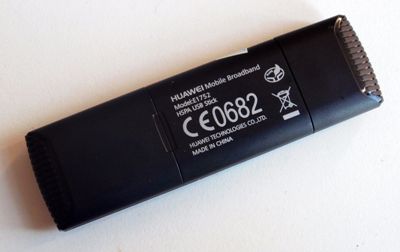 HUAWEI Mobile Broadband
Model:E1752
HSPA USB Stick
CE0682
HUAWEI TECHNOLOGIES CO.,LTD.
MADE IN CHINA